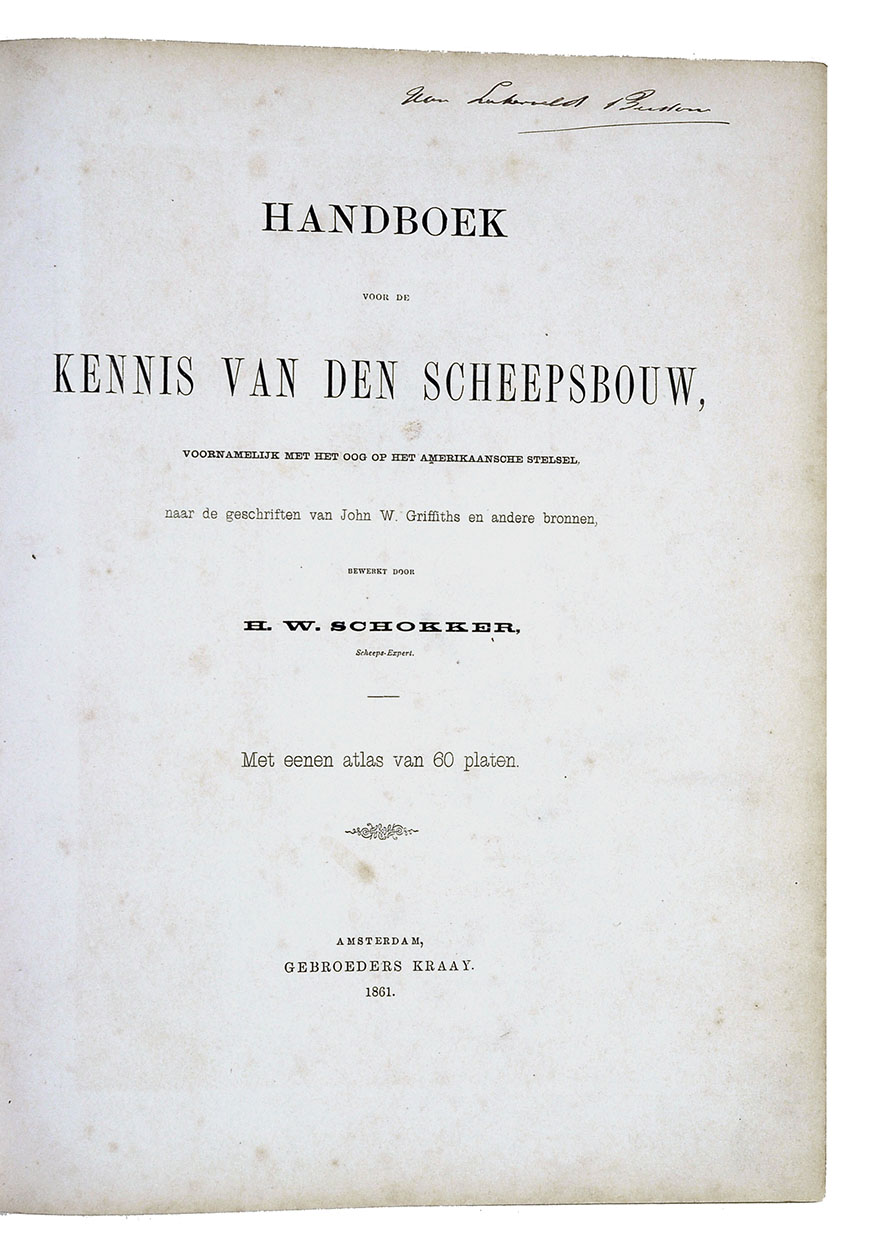 HANDBOEK
VOOR DE
KENNIS VAN DEN SCHEEPSBOUW,
VOORNAMELIJK MET HET OOG OP HET AMERIKAANSCHE STELSEL,
naar de geschriften van John W. Griffiths en andere bronnen,
BEWERKT DOOR
H. W. SCHOKKER,
Scheeps-Expert.
Met eenen atlas van 60 platen.
AMSTERDAM,
GEBROEDERS KRAAY.
1861.